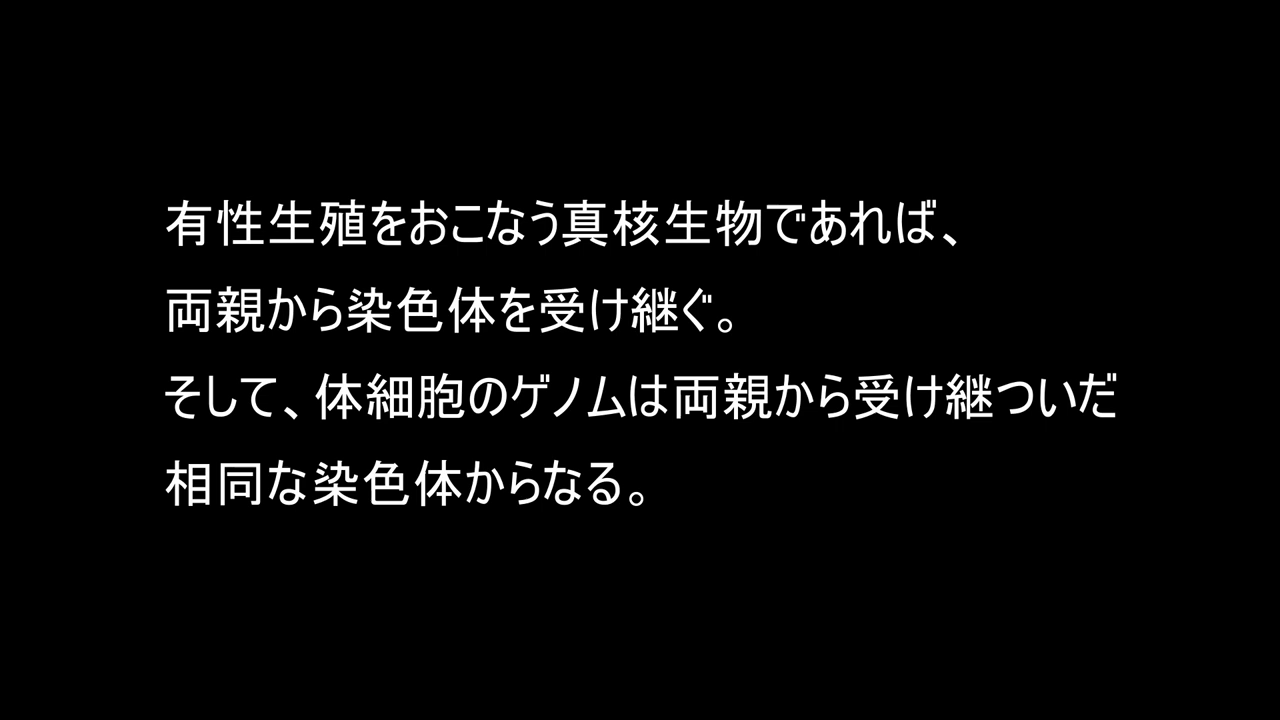 有性生殖をおこなう真核生物であれば、
両親から染色体を受け継ぐ。
そして、体細胞のゲノムは両親から受け継ついだ
相同な染色体からなる。